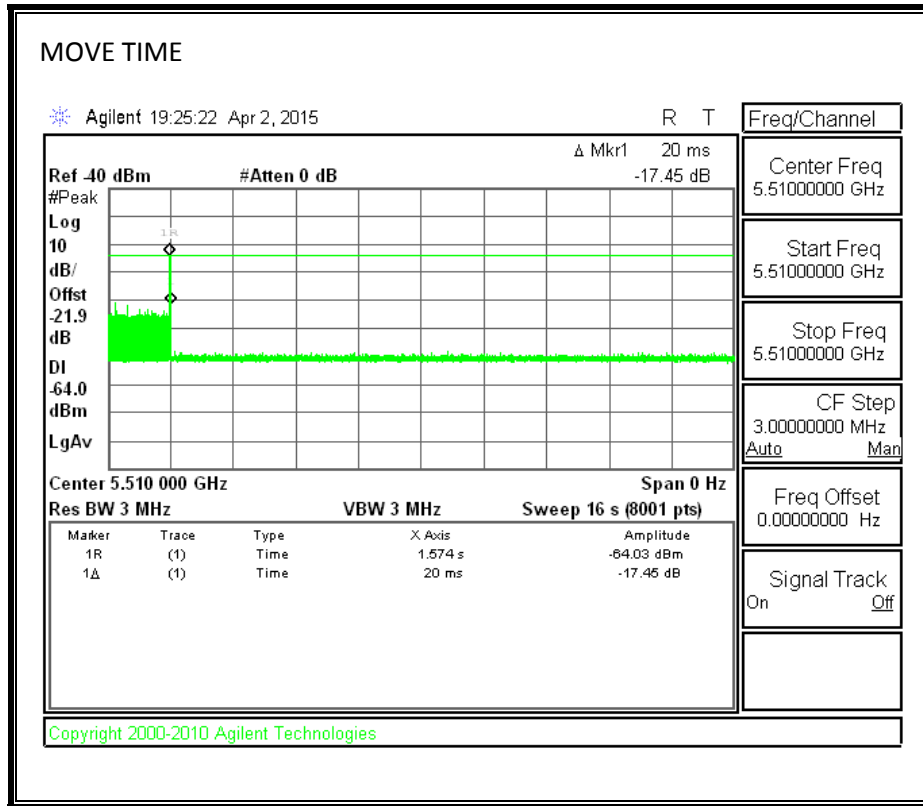 MOVE TIME
Agilent 19:25:22 Apr 2, 2015 R T
Δ Mkr1 20 ms
Ref -40 dBm #Atten 0 dB -17.45 dB
#Peak
Log
10
dB/
Offst
-21.9
dB
DI
-64.0
dBm
LgAv
1R
Center 5.510 000 GHz Span 0 Hz
Res BW 3 MHz VBW 3 MHz Sweep 16 s (8001 pts)
Marker Trace Type X Axis Amplitude
1R (1) Time 1.574 s -64.03 dBm
1Δ (1) Time 20 ms -17.45 dB
Freq/Channel
Center Freq
5.51000000 GHz
Start Freq
5.51000000 GHz
Stop Freq
5.51000000 GHz
CF Step
3.00000000 MHz
Auto Man
Freq Offset
0.00000000 Hz
Signal Track
On Off
Copyright 2000-2010 Agilent Technologies